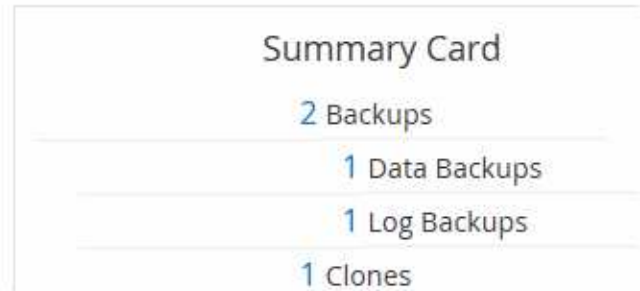 Summary Card
2 Backups
1 Data Backups
1 Log Backups
1 Clones